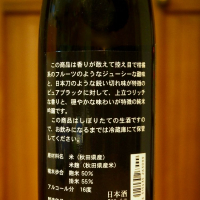 この商品は香りが敢えて控え目で柑橘
系のフルーツのようなジューシーな酸味
と、日本刀のような鋭い切れ味が特徴の
ピュアブラックに対して、上立つリッチ
な香りと、穏やかな味わいが特徴の純米
吟醸です。
この商品はしぼりたての生酒ですの
で、お飲みになるまでは冷蔵庫にて保管
してください。
原材料名 米(秋田県産)
米麹(秋田県産米)
精米歩合 麹米 50%
掛米 55%
アルコール分 16度
日本酒